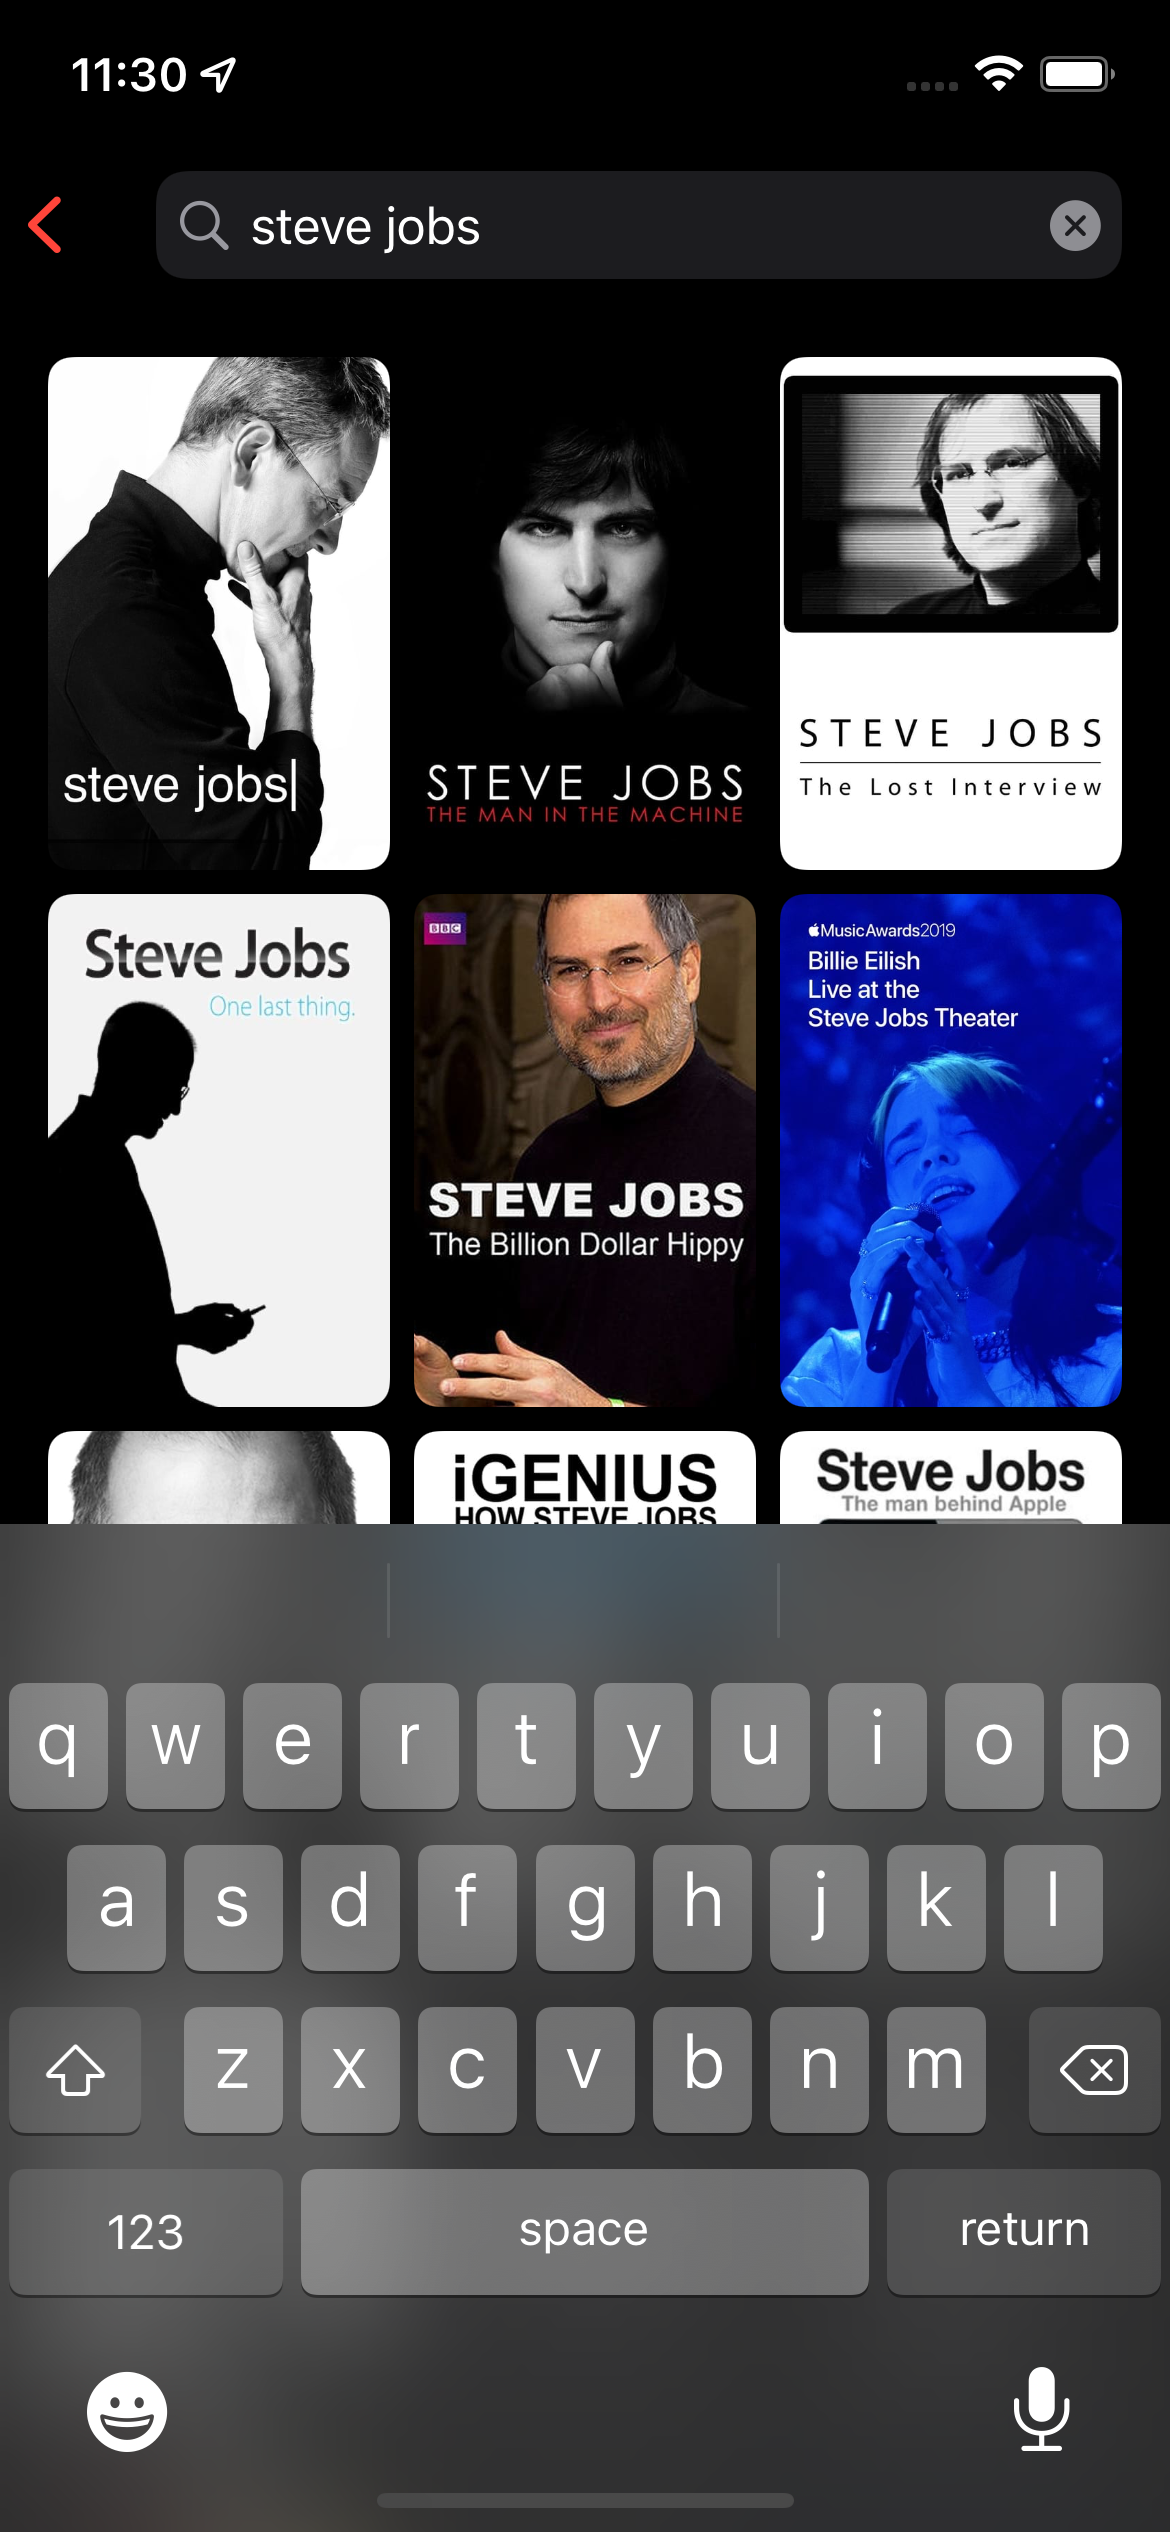 11:30
steve jobs
steve jobs|
STEVE JOBS
THE MAN IN THE MACHINE
STEVE JOBS
The Lost Interview
Steve Jobs
One last thing.
BBC
STEVE JOBS
The Billion Dollar Hippy
MusicAwards2019
Billie Eilish
Live at the
Steve Jobs Theater
iGENIUS
HOW STEVE JOBS
Steve Jobs
The man behind Apple
q w e r t y u i o p
a s d f g h j k l
z x c v b n m
123 space return